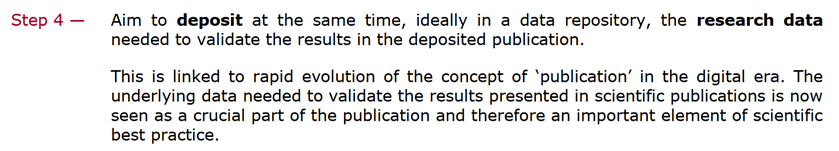 Step 4 — Aim to deposit at the same time, ideally in a data repository, the research data
needed to validate the results in the deposited publication.
This is linked to rapid evolution of the concept of ‘publication’ in the digital era. The
underlying data needed to validate the results presented in scientific publications is now
seen as a crucial part of the publication and therefore an important element of scientific
best practice.